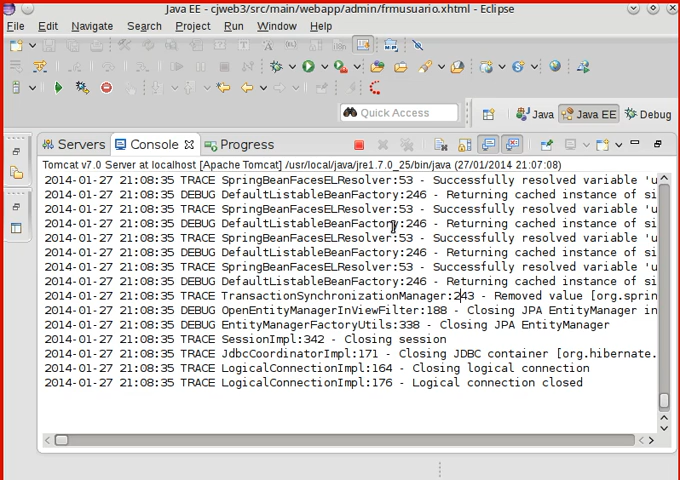 Java EE - cjweb3/src/main/webapp/admin/frmusuario.xhtml - Eclipse
File Edit Navigate Search Project Run Window Help
Quick Access Java Java EE Debug
Servers Console Progress
Tomcat v7.0 Server at localhost [Apache Tomcat] /usr/local/java/jre1.7.0_25/bin/java (27/01/2014 21:07:08)
2014-01-27 21:08:35 TRACE SpringBeanFacesELResolver:53 - Successfully resolved variable 'u
2014-01-27 21:08:35 DEBUG DefaultListableBeanFactory:246 - Returning cached instance of si
2014-01-27 21:08:35 TRACE SpringBeanFacesELResolver:53 - Successfully resolved variable 'u
2014-01-27 21:08:35 DEBUG DefaultListableBeanFactory:246 - Returning cached instance of si
2014-01-27 21:08:35 TRACE SpringBeanFacesELResolver:53 - Successfully resolved variable 'u
2014-01-27 21:08:35 DEBUG DefaultListableBeanFactory:246 - Returning cached instance of si
2014-01-27 21:08:35 TRACE SpringBeanFacesELResolver:53 - Successfully resolved variable 'u
2014-01-27 21:08:35 DEBUG DefaultListableBeanFactory:246 - Returning cached instance of si
2014-01-27 21:08:35 TRACE TransactionSynchronizationManager:243 - Removed value [org.sprin
2014-01-27 21:08:35 DEBUG OpenEntityManagerInViewFilter:188 - Closing JPA EntityManager in
2014-01-27 21:08:35 DEBUG EntityManagerFactoryUtils:338 - Closing JPA EntityManager
2014-01-27 21:08:35 TRACE SessionImpl:342 - Closing session
2014-01-27 21:08:35 TRACE JdbcCoordinatorImpl:171 - Closing JDBC container [org.hibernate.
2014-01-27 21:08:35 TRACE LogicalConnectionImpl:164 - Closing logical connection
2014-01-27 21:08:35 TRACE LogicalConnectionImpl:176 - Logical connection closed